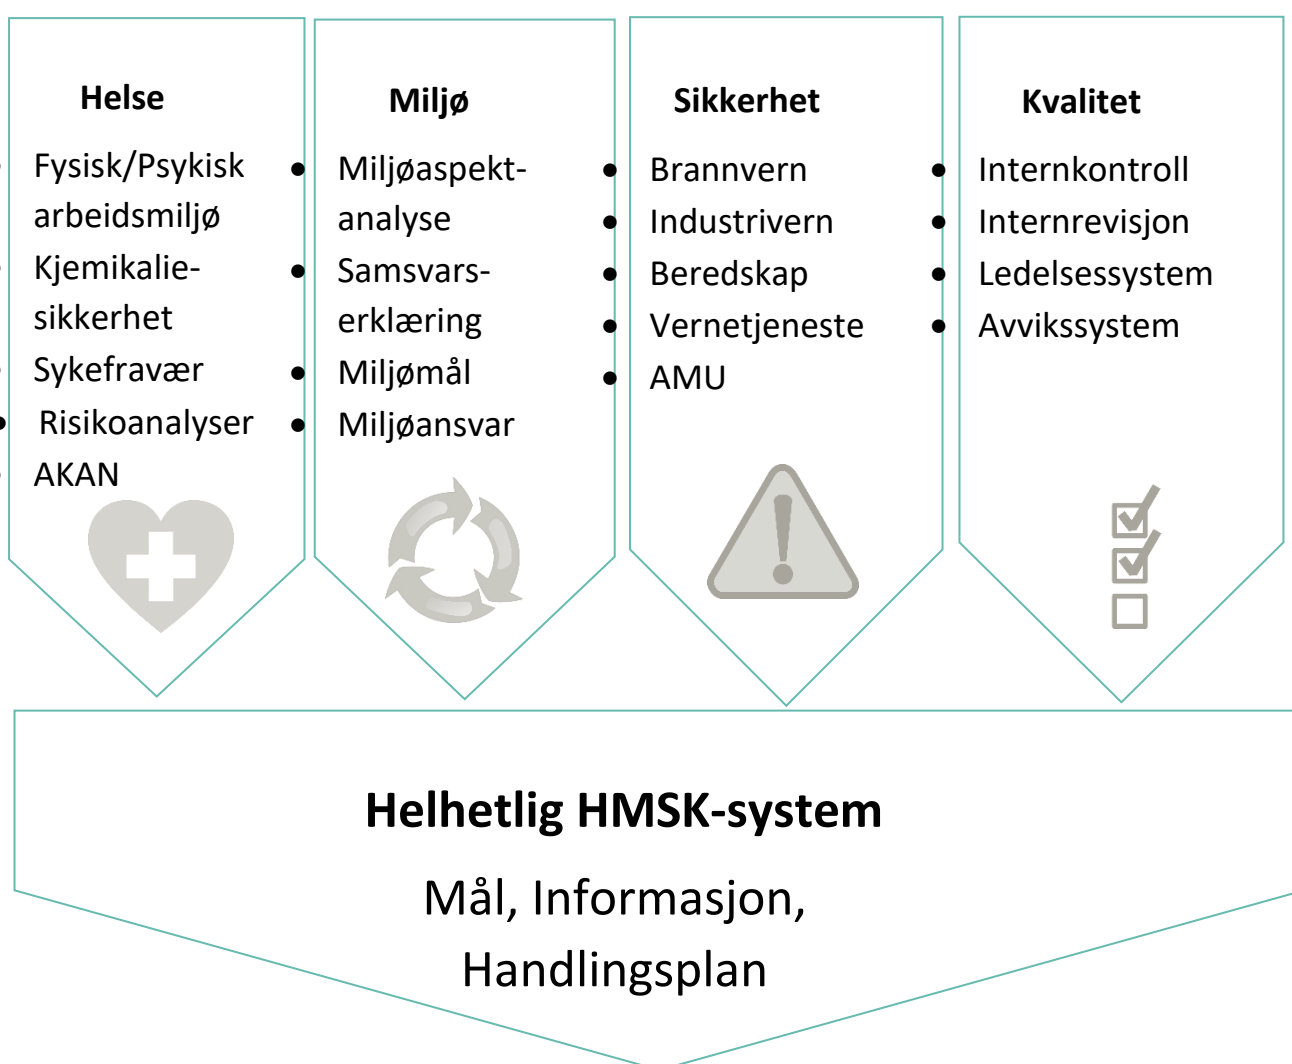 Helse
• Fysisk/Psykisk
arbeidsmiljø
• Kjemikalie-
sikkerhet
• Sykefravær
• Risikoanalyser
• AKAN
Miljø
• Miljøaspekt-
analyse
• Samsvars-
erklæring
• Miljømål
• Miljøansvar
Sikkerhet
• Brannvern
• Industrivern
• Beredskap
• Vernetjeneste
• AMU
Kvalitet
• Internkontroll
• Internrevisjon
• Ledelsessystem
• Avvikssystem
Helhetlig HMSK-system
Mål, Informasjon,
Handlingsplan